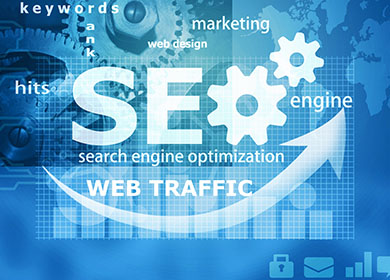 keywords
rank
marketing
web design
hits
SEO
engine
search engine optimization
WEB TRAFFIC